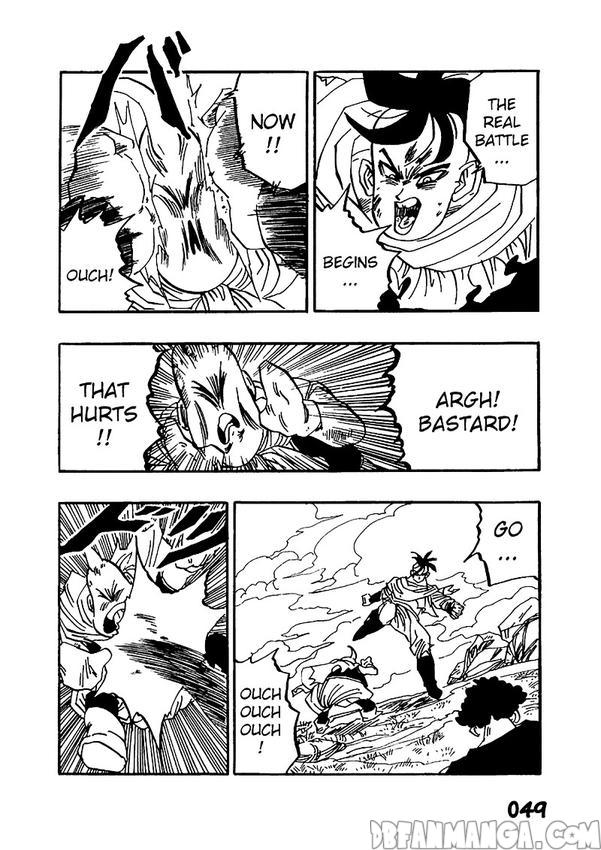 THE
REAL
BATTLE
...
BEGINS
...
NOW
!!
OUCH!
ARGH!
BASTARD!
THAT
HURTS
!!
GO
...
OUCH
OUCH
OUCH
!
049
DBFANMANGA.COM